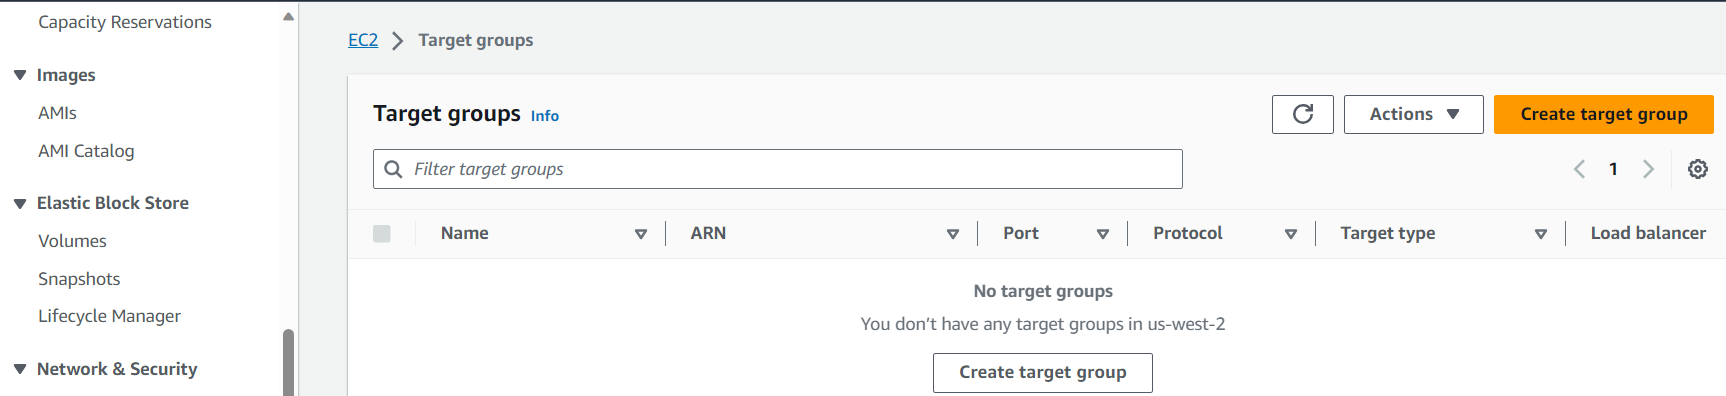 Capacity Reservations
Images
AMIs
AMI Catalog
Elastic Block Store
Volumes
Snapshots
Lifecycle Manager
Network & Security
EC2 > Target groups
Target groups Info
Actions
Create target group
Filter target groups
1
Name ARN Port Protocol Target type Load balancer
No target groups
You don’t have any target groups in us-west-2
Create target group